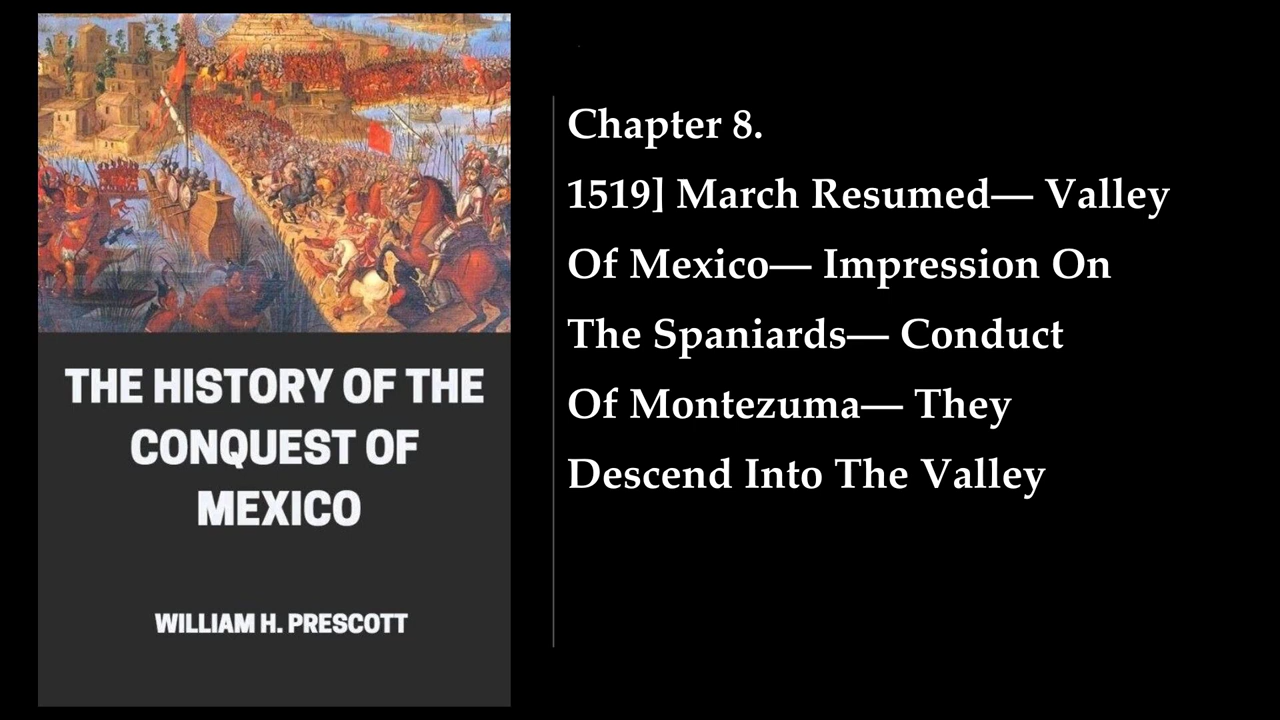 THE HISTORY OF THE
CONQUEST OF
MEXICO
WILLIAM H. PRESCOTT
Chapter 8.
1519] March Resumed— Valley
Of Mexico— Impression On
The Spaniards— Conduct
Of Montezuma— They
Descend Into The Valley